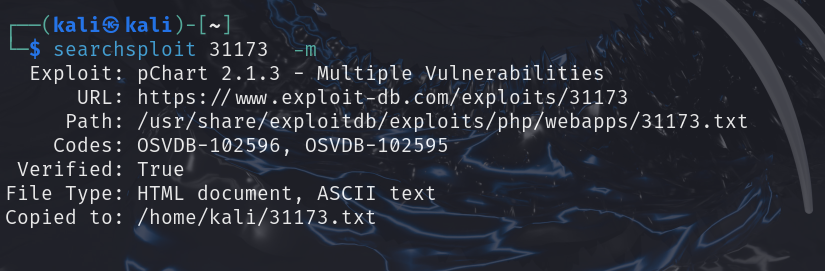 ┌──(kali㉿kali)-[~]
└─$ searchsploit 31173  -m
  Exploit: pChart 2.1.3 - Multiple Vulnerabilities
      URL: https://www.exploit-db.com/exploits/31173
     Path: /usr/share/exploitdb/exploits/php/webapps/31173.txt
    Codes: OSVDB-102596, OSVDB-102595
 Verified: True
File Type: HTML document, ASCII text
Copied to: /home/kali/31173.txt